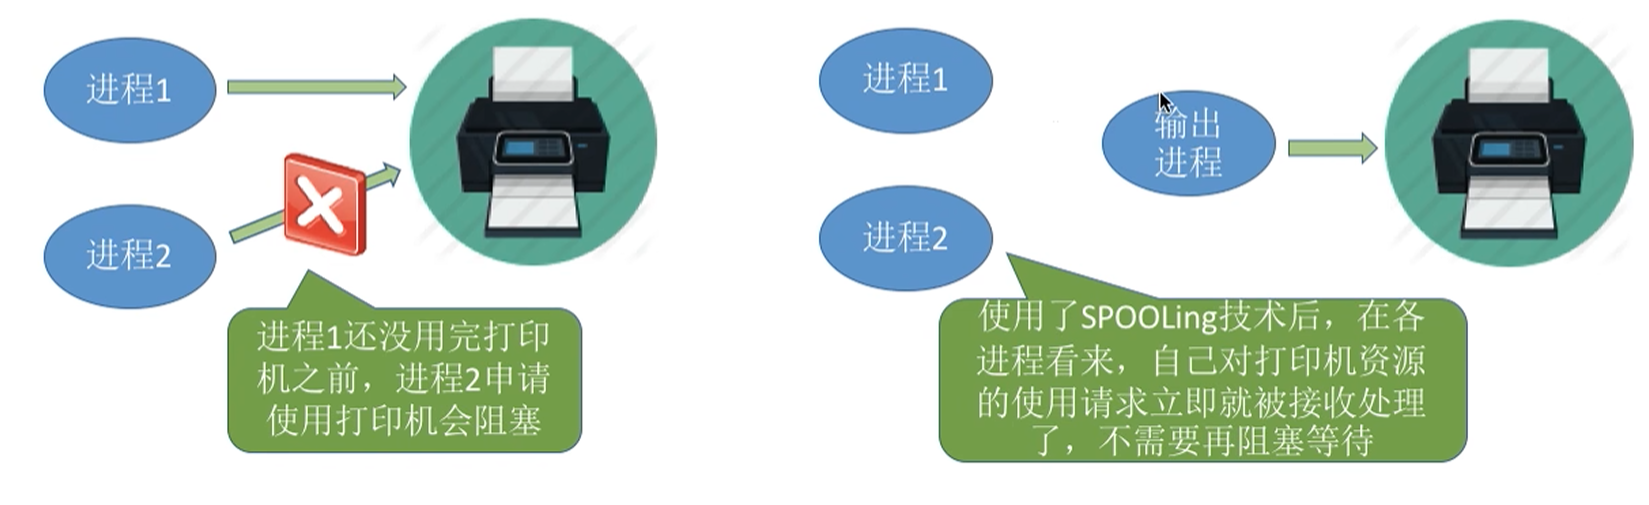 进程1
进程2
进程1还没用完打印
机之前，进程2申请
使用打印机会阻塞
进程1
进程2
输出
进程
使用了SPOOLing技术后，在各
进程看来，自己对打印机资源
的使用请求立即就被接收处理
了，不需要再阻塞等待